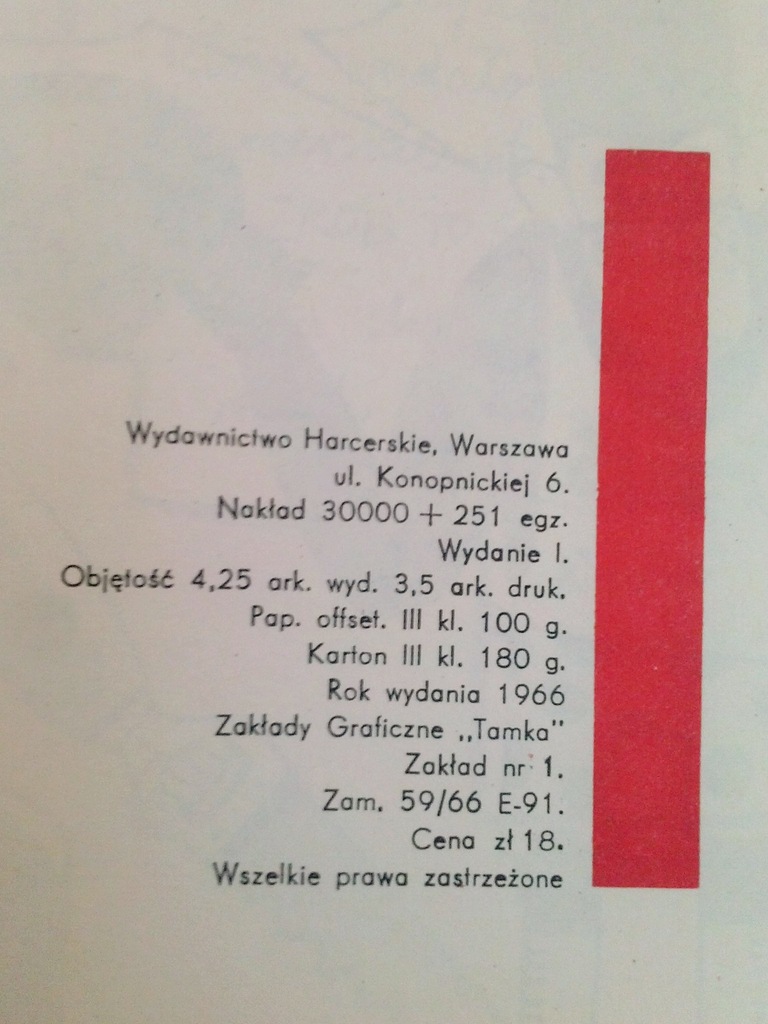 Wydawnictwo Harcerskie, Warszawa
ul. Konopnickiej 6.
Nakład 30000 + 251 egz.
Wydanie I.
Objętość 4,25 ark. wyd. 3,5 ark. druk.
Pap. offset. III kl. 100 g.
Karton III kl. 180 g.
Rok wydania 1966
Zakłady Graficzne „Tamka"
Zakład nr 1.
Zam. 59/66 E-91.
Cena zł 18.
Wszelkie prawa zastrzeżone